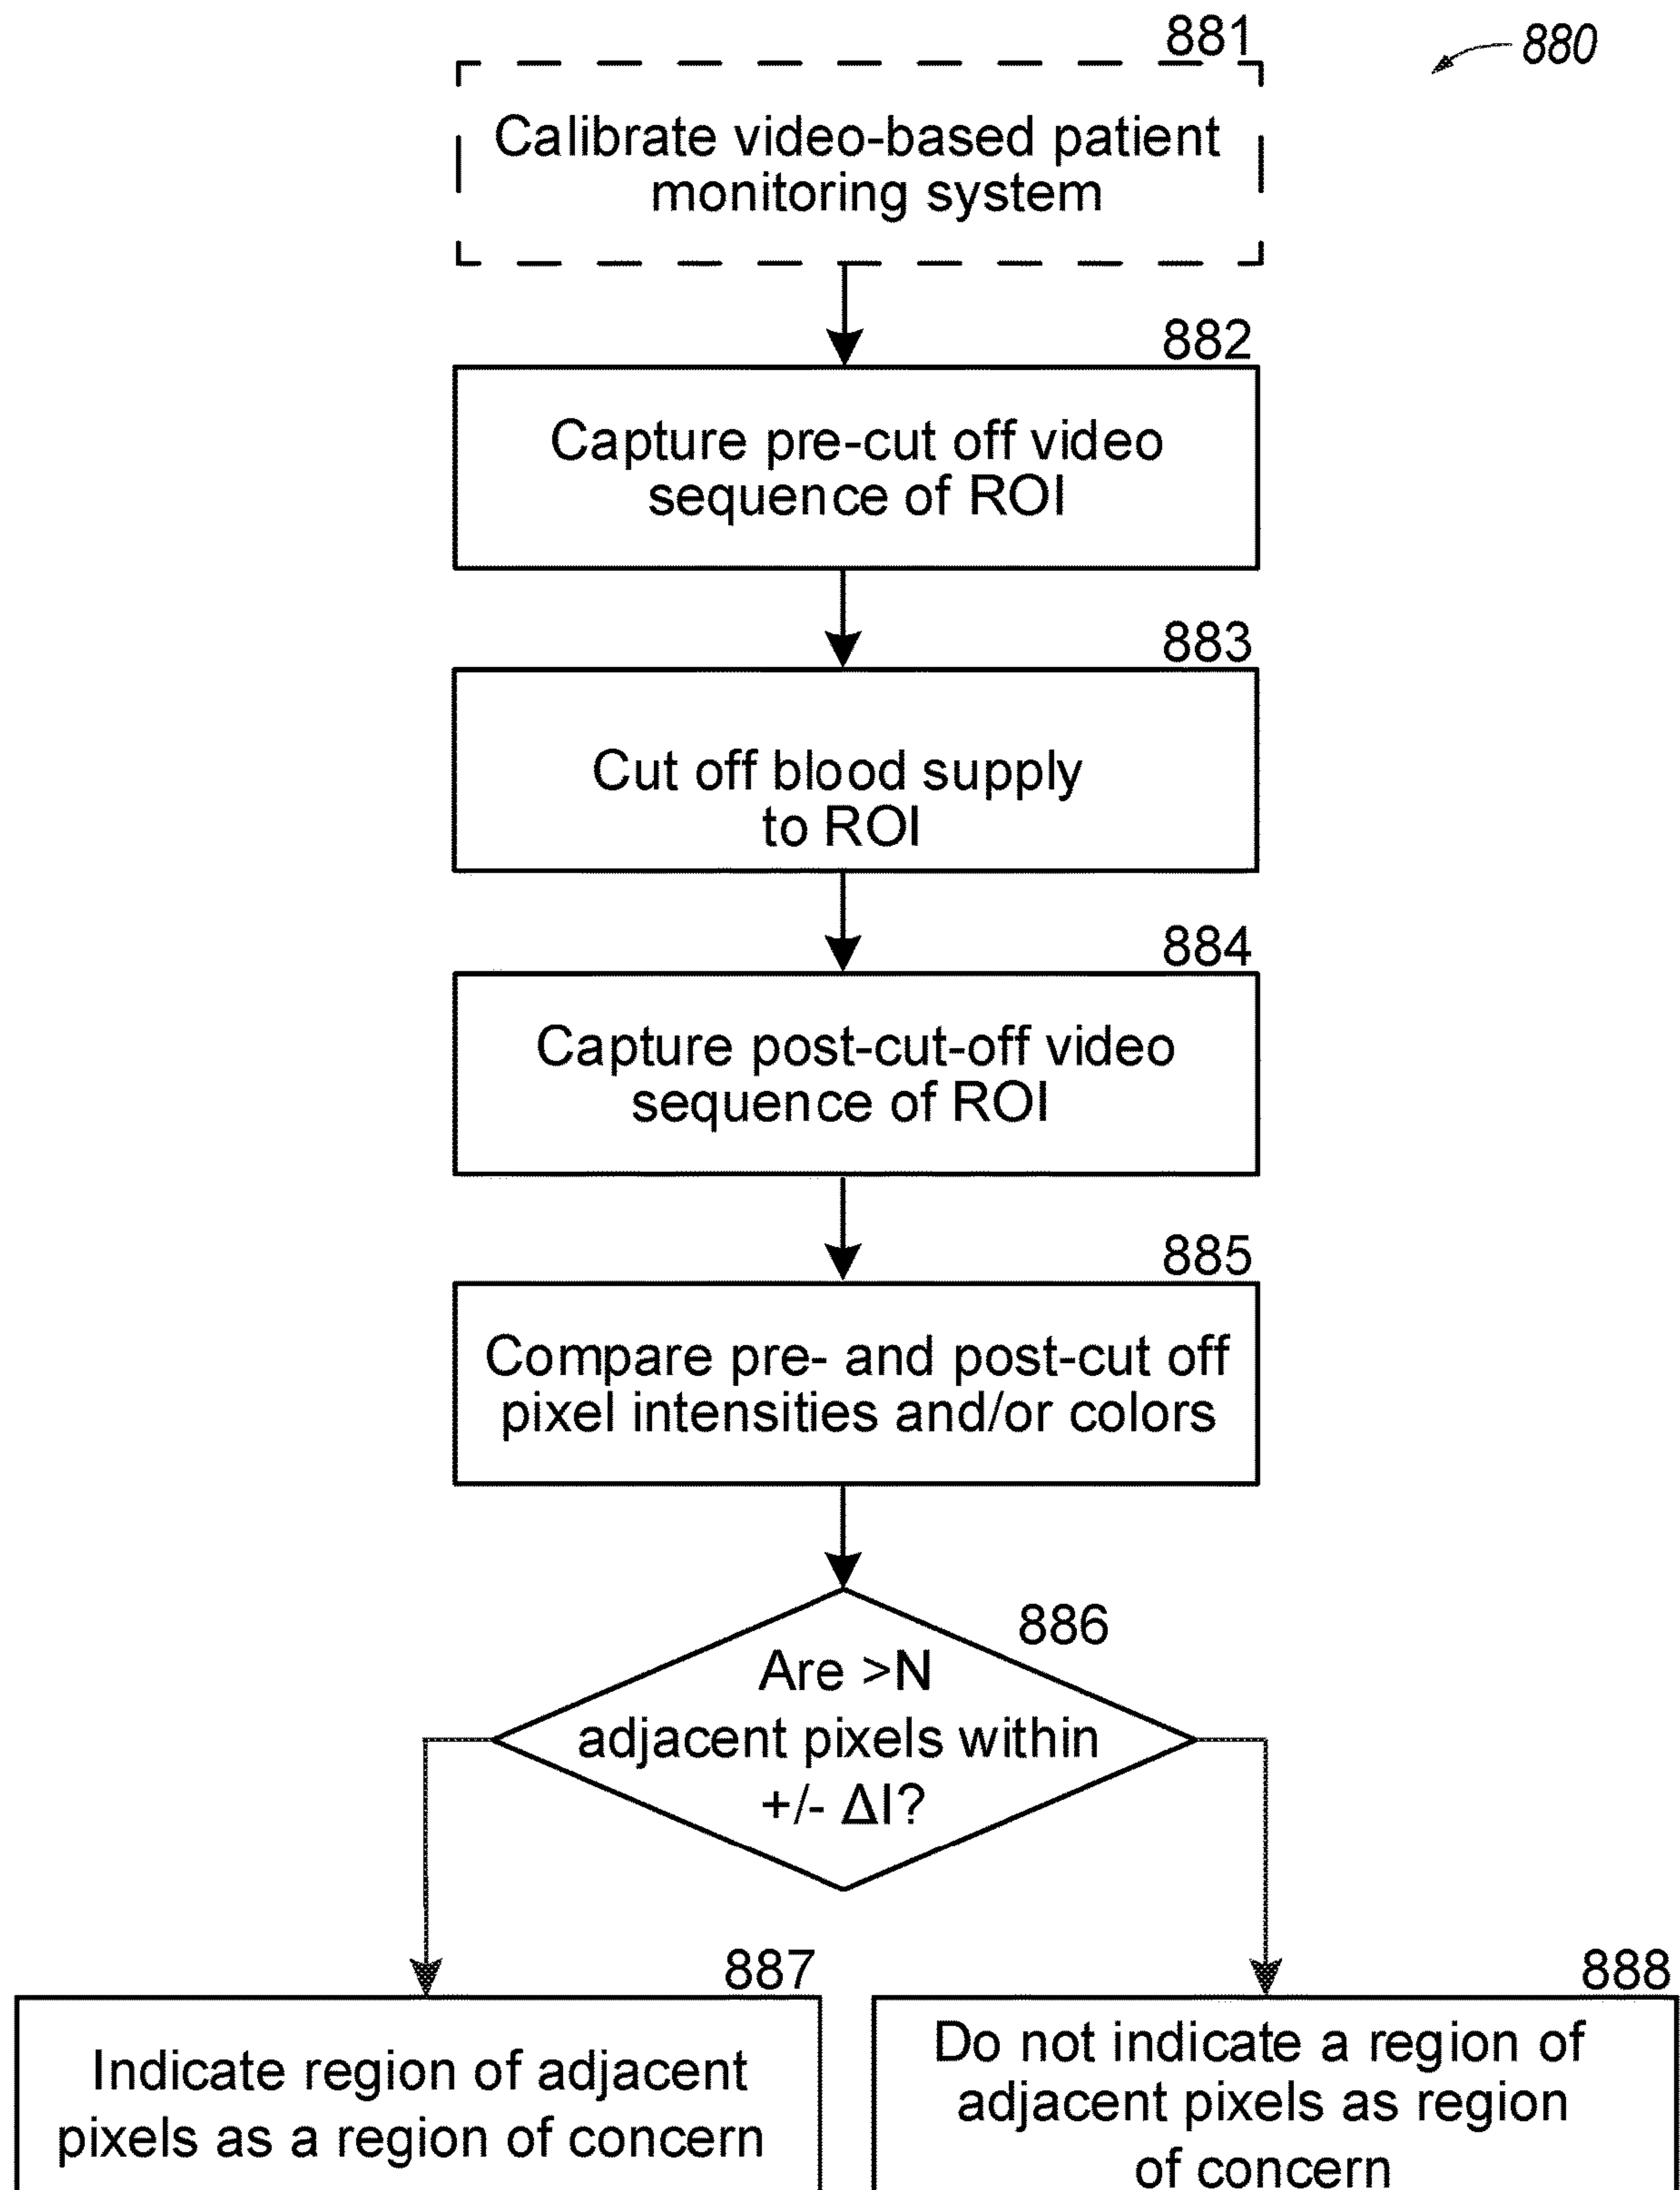 881
880
Calibrate video-based patient
monitoring system
882
Capture pre-cut off video
sequence of ROI
883
Cut off blood supply
to ROI
884
Capture post-cut-off video
sequence of ROI
885
Compare pre- and post-cut off
pixel intensities and/or colors
886
Are >N
adjacent pixels within
+/- ΔI?
887
Indicate region of adjacent
pixels as a region of concern
888
Do not indicate a region of
adjacent pixels as region
of concern